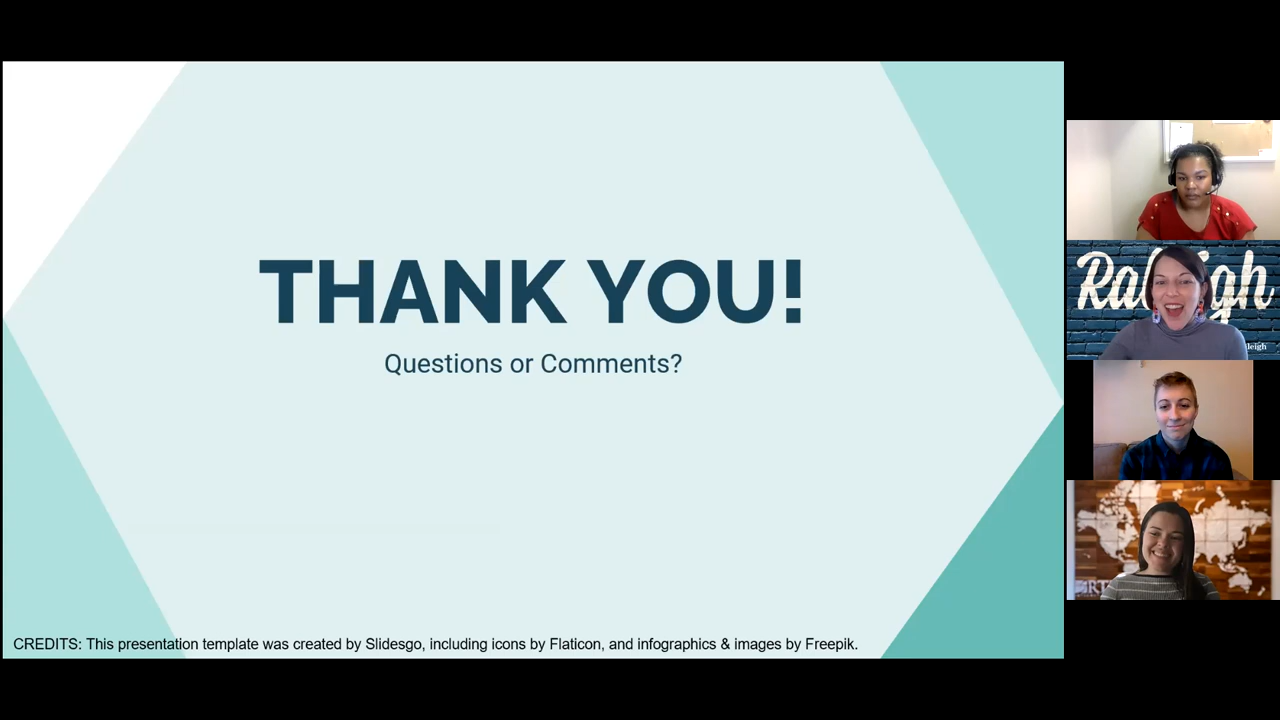 THANK YOU!
Questions or Comments?
CREDITS: This presentation template was created by Slidesgo, including icons by Flaticon, and infographics & images by Freepik.